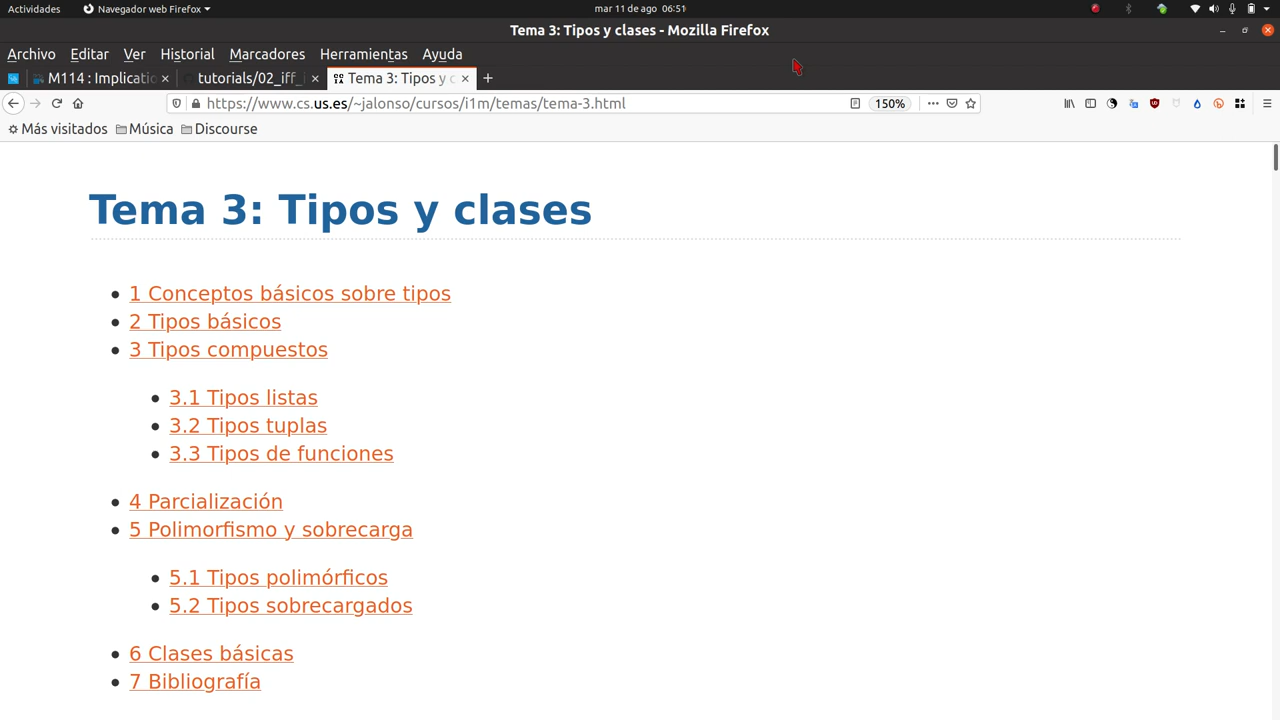 Actividades Navegador web Firefox mar 11 de ago 06:51
Tema 3: Tipos y clases - Mozilla Firefox
Archivo Editar Ver Historial Marcadores Herramientas Ayuda
M114 : Implicatio tutorials/02_iff_ Tema 3: Tipos y c
https://www.cs.us.es/~jalonso/cursos/i1m/temas/tema-3.html 150%
Más visitados Música Discourse
Tema 3: Tipos y clases
1 Conceptos básicos sobre tipos
2 Tipos básicos
3 Tipos compuestos
3.1 Tipos listas
3.2 Tipos tuplas
3.3 Tipos de funciones
4 Parcialización
5 Polimorfismo y sobrecarga
5.1 Tipos polimórficos
5.2 Tipos sobrecargados
6 Clases básicas
7 Bibliografía